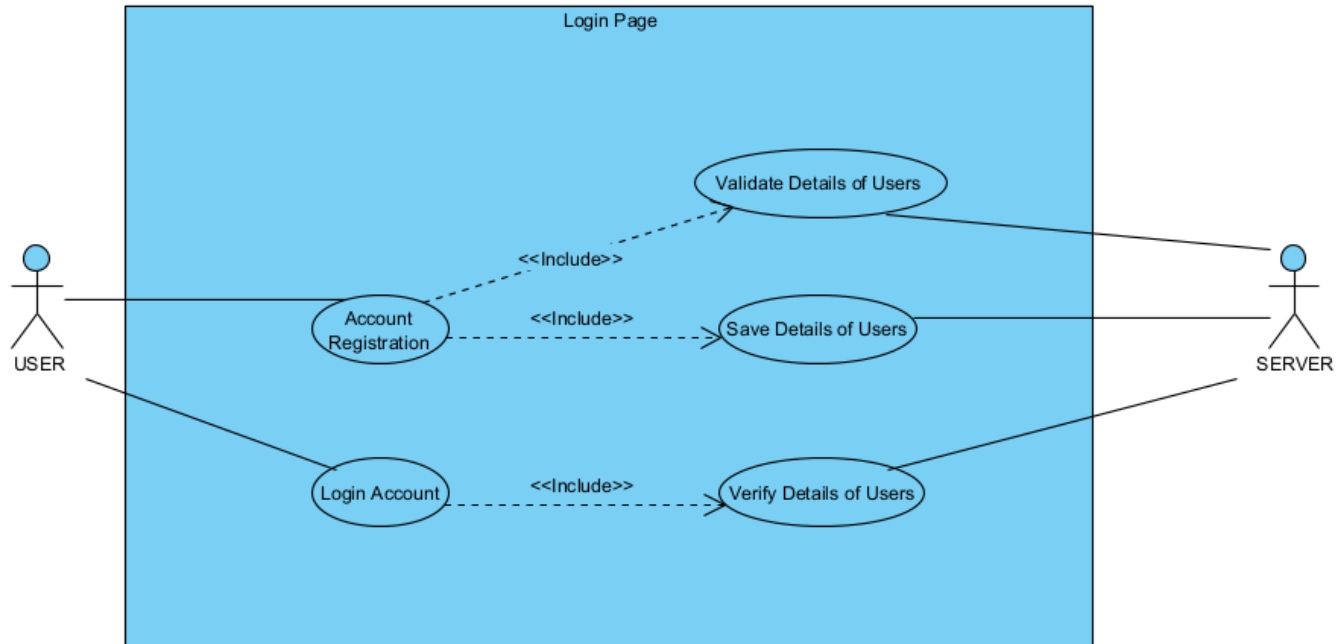 Login Page
Validate Details of Users
<<Include>>
<<Include>>
Account
Registration
Save Details of Users
USER
SERVER
<<Include>>
Login Account
Verify Details of Users